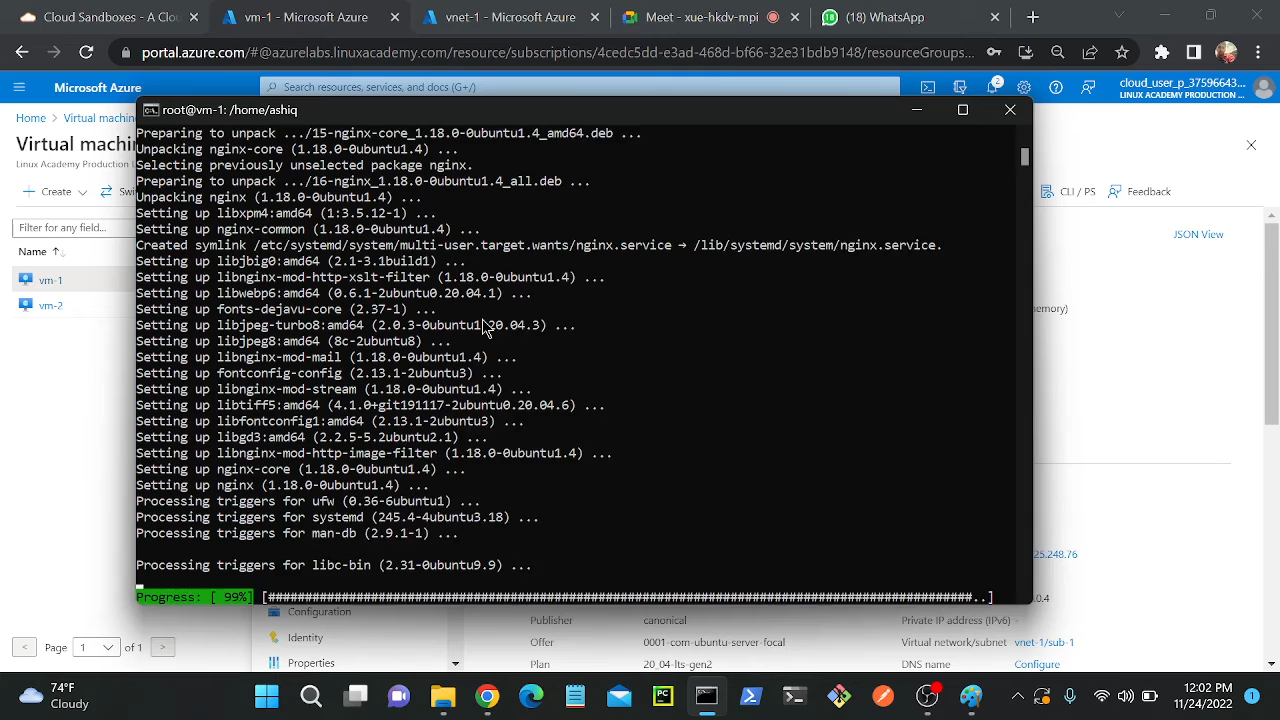 Cloud Sandboxes - A Cloud
vm-1 - Microsoft Azure
vnet-1 - Microsoft Azure
Meet - xue-hkdv-mpi
(18) WhatsApp
portal.azure.com/#@azurelabs.linuxacademy.com/resource/subscriptions/4cedc5dd-e3ad-468d-bf66-32e31bdb9148/resourceGroups...
Microsoft Azure
Search resources, services, and docs (G+/)
2
cloud_user_p_37596643...
LINUX ACADEMY PRODUCTION ...
Home > Virtual machin
Virtual machin
Linux Academy Production I
Create
Swi
CLI / PS
Feedback
Filter for any field...
JSON View
Name
vm-1
vm-2
root@vm-1: /home/ashiq
Preparing to unpack .../15-nginx-core_1.18.0-0ubuntu1.4_amd64.deb ...
Unpacking nginx-core (1.18.0-0ubuntu1.4) ...
Selecting previously unselected package nginx.
Preparing to unpack .../16-nginx_1.18.0-0ubuntu1.4_all.deb ...
Unpacking nginx (1.18.0-0ubuntu1.4) ...
Setting up libxpm4:amd64 (1:3.5.12-1) ...
Setting up nginx-common (1.18.0-0ubuntu1.4) ...
Created symlink /etc/systemd/system/multi-user.target.wants/nginx.service → /lib/systemd/system/nginx.service.
Setting up libjbig0:amd64 (2.1-3.1build1) ...
Setting up libnginx-mod-http-xslt-filter (1.18.0-0ubuntu1.4) ...
Setting up libwebp6:amd64 (0.6.1-2ubuntu0.20.04.1) ...
Setting up fonts-dejavu-core (2.37-1) ...
Setting up libjpeg-turbo8:amd64 (2.0.3-0ubuntu1.20.04.3) ...
Setting up libjpeg8:amd64 (8c-2ubuntu8) ...
Setting up libnginx-mod-mail (1.18.0-0ubuntu1.4) ...
Setting up fontconfig-config (2.13.1-2ubuntu3) ...
Setting up libnginx-mod-stream (1.18.0-0ubuntu1.4) ...
Setting up libtiff5:amd64 (4.1.0+git191117-2ubuntu0.20.04.6) ...
Setting up libfontconfig1:amd64 (2.13.1-2ubuntu3) ...
Setting up libgd3:amd64 (2.2.5-5.2ubuntu2.1) ...
Setting up libnginx-mod-http-image-filter (1.18.0-0ubuntu1.4) ...
Setting up nginx-core (1.18.0-0ubuntu1.4) ...
Setting up nginx (1.18.0-0ubuntu1.4) ...
Processing triggers for ufw (0.36-6ubuntu1) ...
Processing triggers for systemd (245.4-4ubuntu3.18) ...
Processing triggers for man-db (2.9.1-1) ...
Processing triggers for libc-bin (2.31-0ubuntu9.9) ...
Progress: [ 99%] [################################################################################################..]
emory)
25.248.76
.0.4
Configuration
Identity
Properties
Publisher canonical
Offer 0001-com-ubuntu-server-focal
Plan 20_04-lts-gen2
Private IP address (IPv6) -
Virtual network/subnet vnet-1/sub-1
DNS name Configure
< Page 1 of 1 >
74°F
Cloudy
PC
12:02 PM
11/24/2022
1